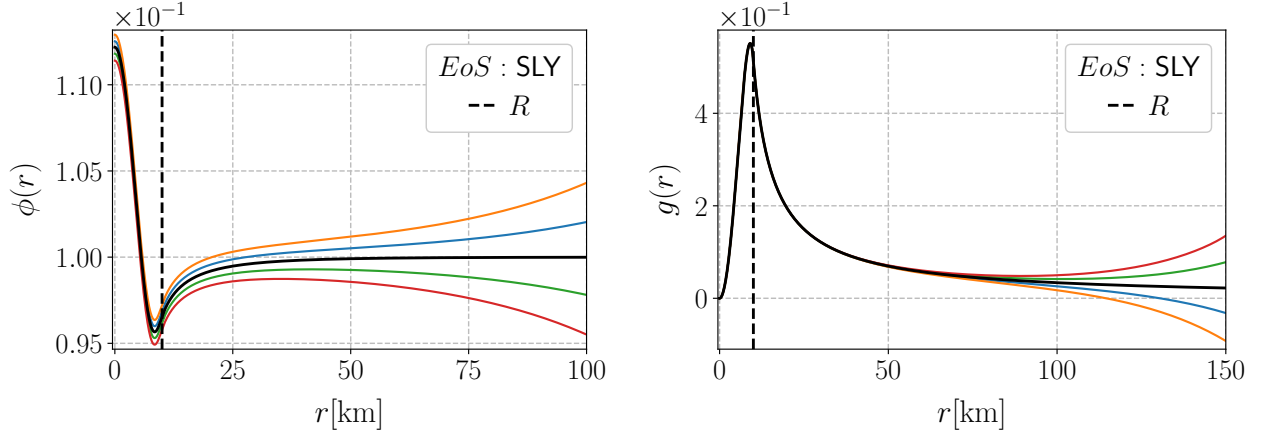 ×10⁻¹
1.10
1.05
1.00
0.95
ϕ(r)
EoS : SLY
R
0 25 50 75 100
r[km]
×10⁻¹
4
2
0
g(r)
EoS : SLY
R
0 50 100 150
r[km]